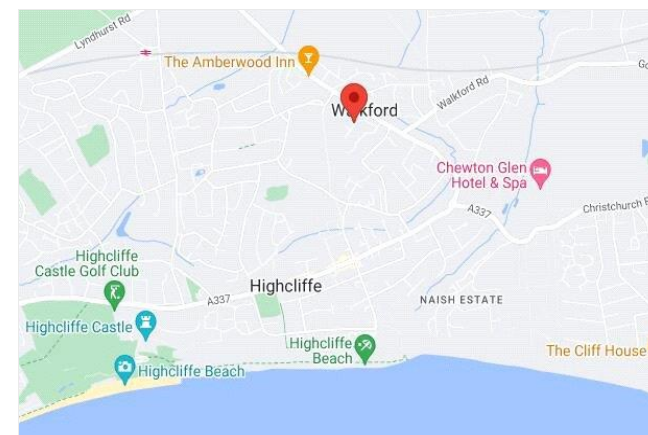 Lyndhurst Rd
The Amberwood Inn
Walkford
Walkford Rd
Chewton Glen
Hotel & Spa
A337
Christchurch
Highcliffe
Castle Golf Club
Highcliffe
A337
NAISH ESTATE
Highcliffe Castle
Highcliffe
Beach
The Cliff House
Highcliffe Beach